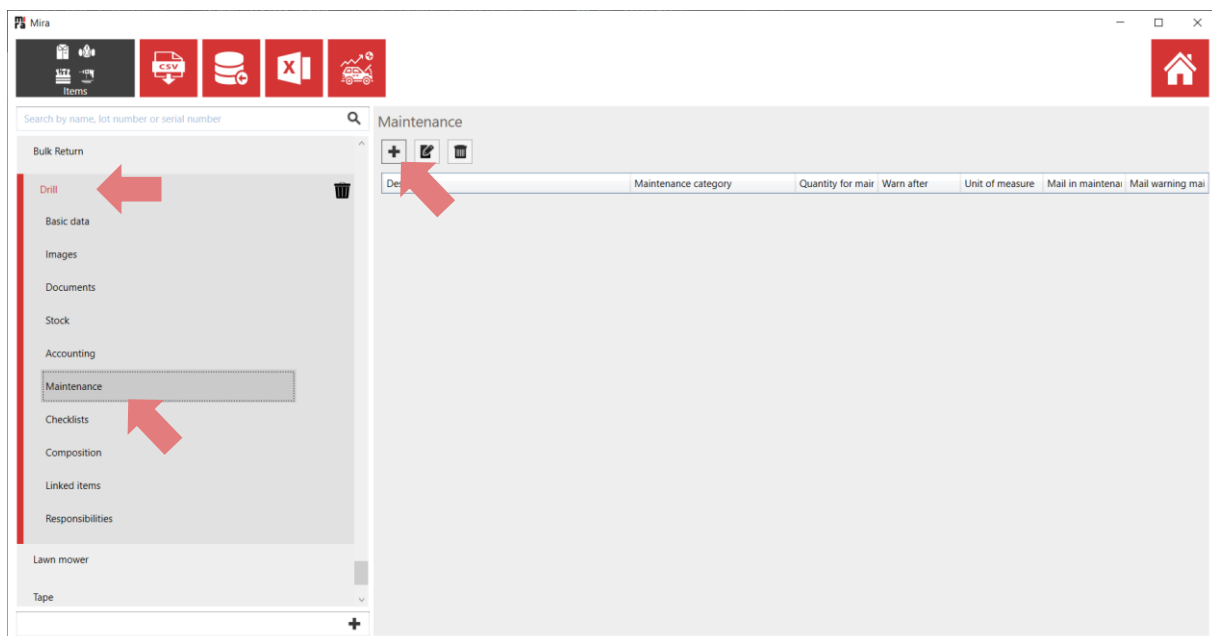 Mira
Items
CSV
X
Search by name, lot number or serial number
Bulk Return
Drill
Basic data
Images
Documents
Stock
Accounting
Maintenance
Checklists
Composition
Linked items
Responsibilities
Lawn mower
Tape
Maintenance
Maintenance category Quantity for mair Warn after Unit of measure Mail in maintenai Mail warning mai